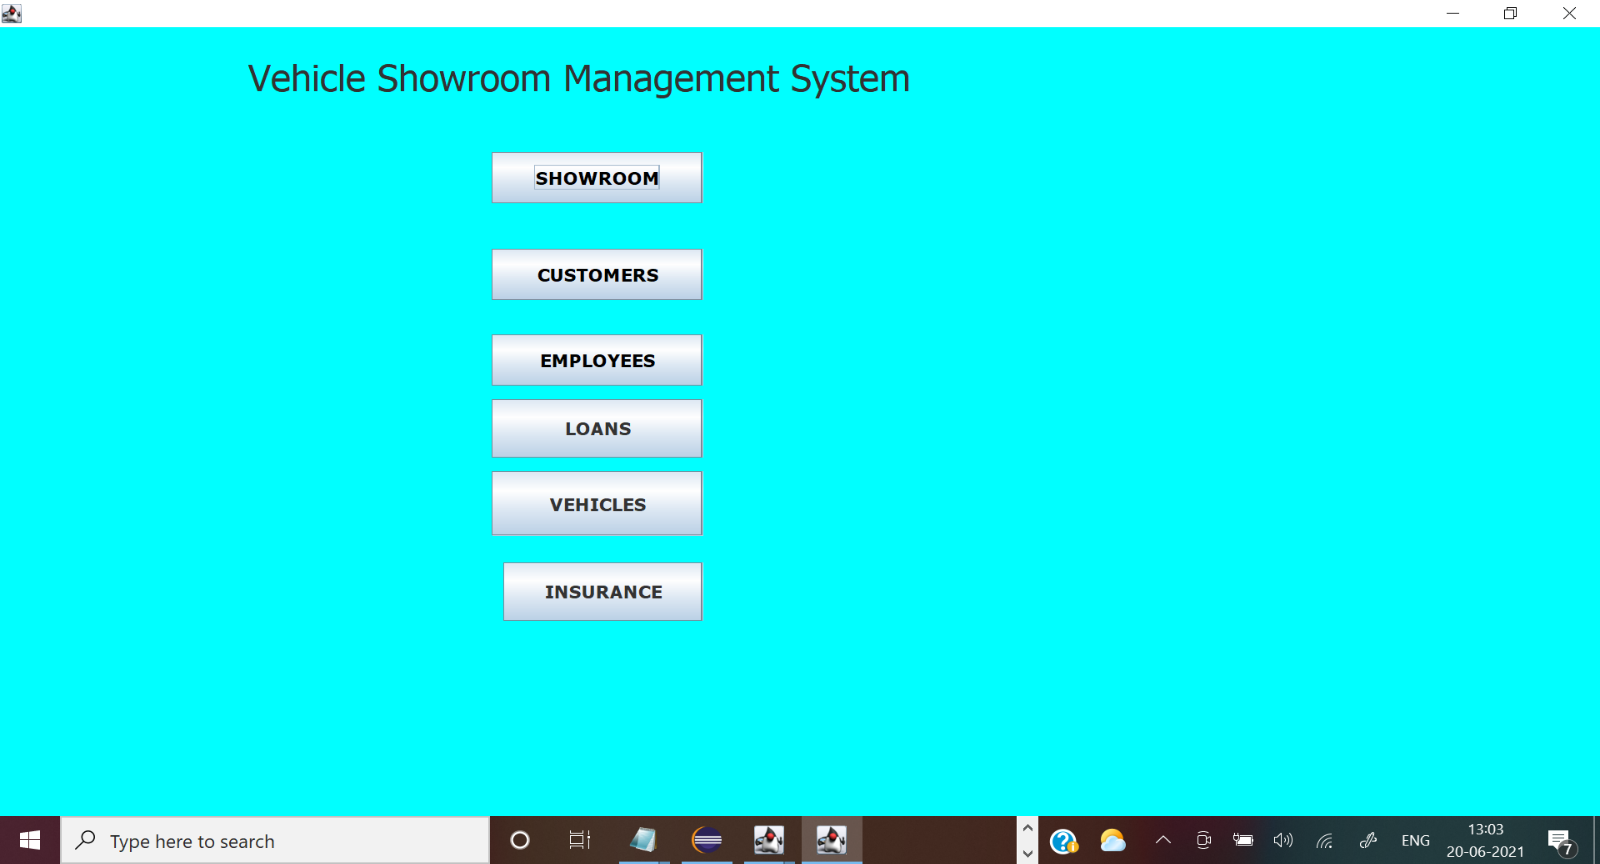 Vehicle Showroom Management System
SHOWROOM
CUSTOMERS
EMPLOYEES
LOANS
VEHICLES
INSURANCE
Type here to search
ENG
13:03
20-06-2021
7